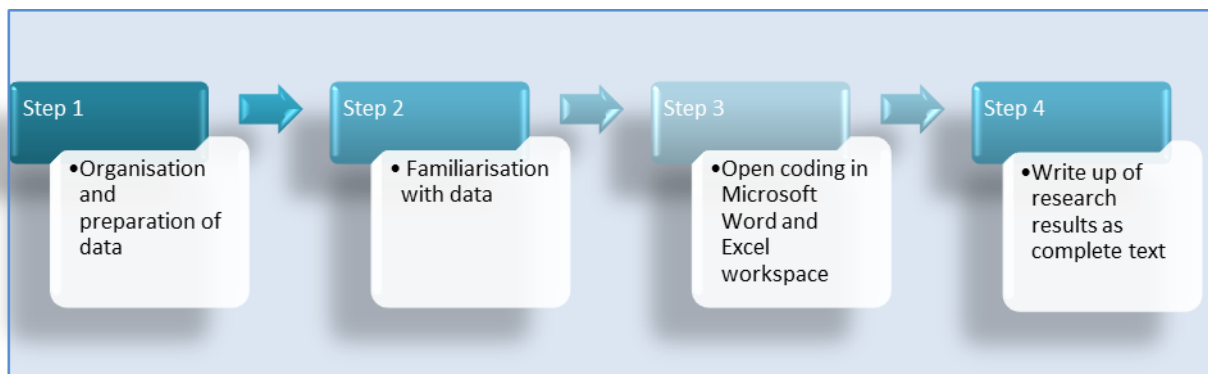 Step 1
•Organisation
and
preparation of
data
Step 2
• Familiarisation
with data
Step 3
•Open coding in
Microsoft
Word and
Excel
workspace
Step 4
•Write up of
research
results as
complete text